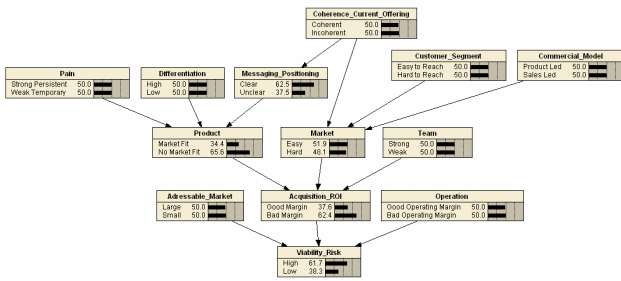 Coherence_Current_Offering
Coherent 50.0
Incoherent 50.0
Customer_Segment
Easy to Reach 50.0
Hard to Reach 50.0
Commercial_Model
Product Led 50.0
Sales Led 50.0
Pain
Strong Persistent 50.0
Weak Temporary 50.0
Differentiation
High 50.0
Low 50.0
Messaging_Positioning
Clear 62.5
Unclear 37.5
Product
Market Fit 34.4
No Market Fit 65.6
Market
Easy 51.9
Hard 48.1
Team
Strong 50.0
Weak 50.0
Adressable_Market
Large 50.0
Small 50.0
Acquisition_ROI
Good Margin 37.6
Bad Margin 62.4
Operation
Good Operating Margin 50.0
Bad Operating Margin 50.0
Viability_Risk
High 61.7
Low 38.3